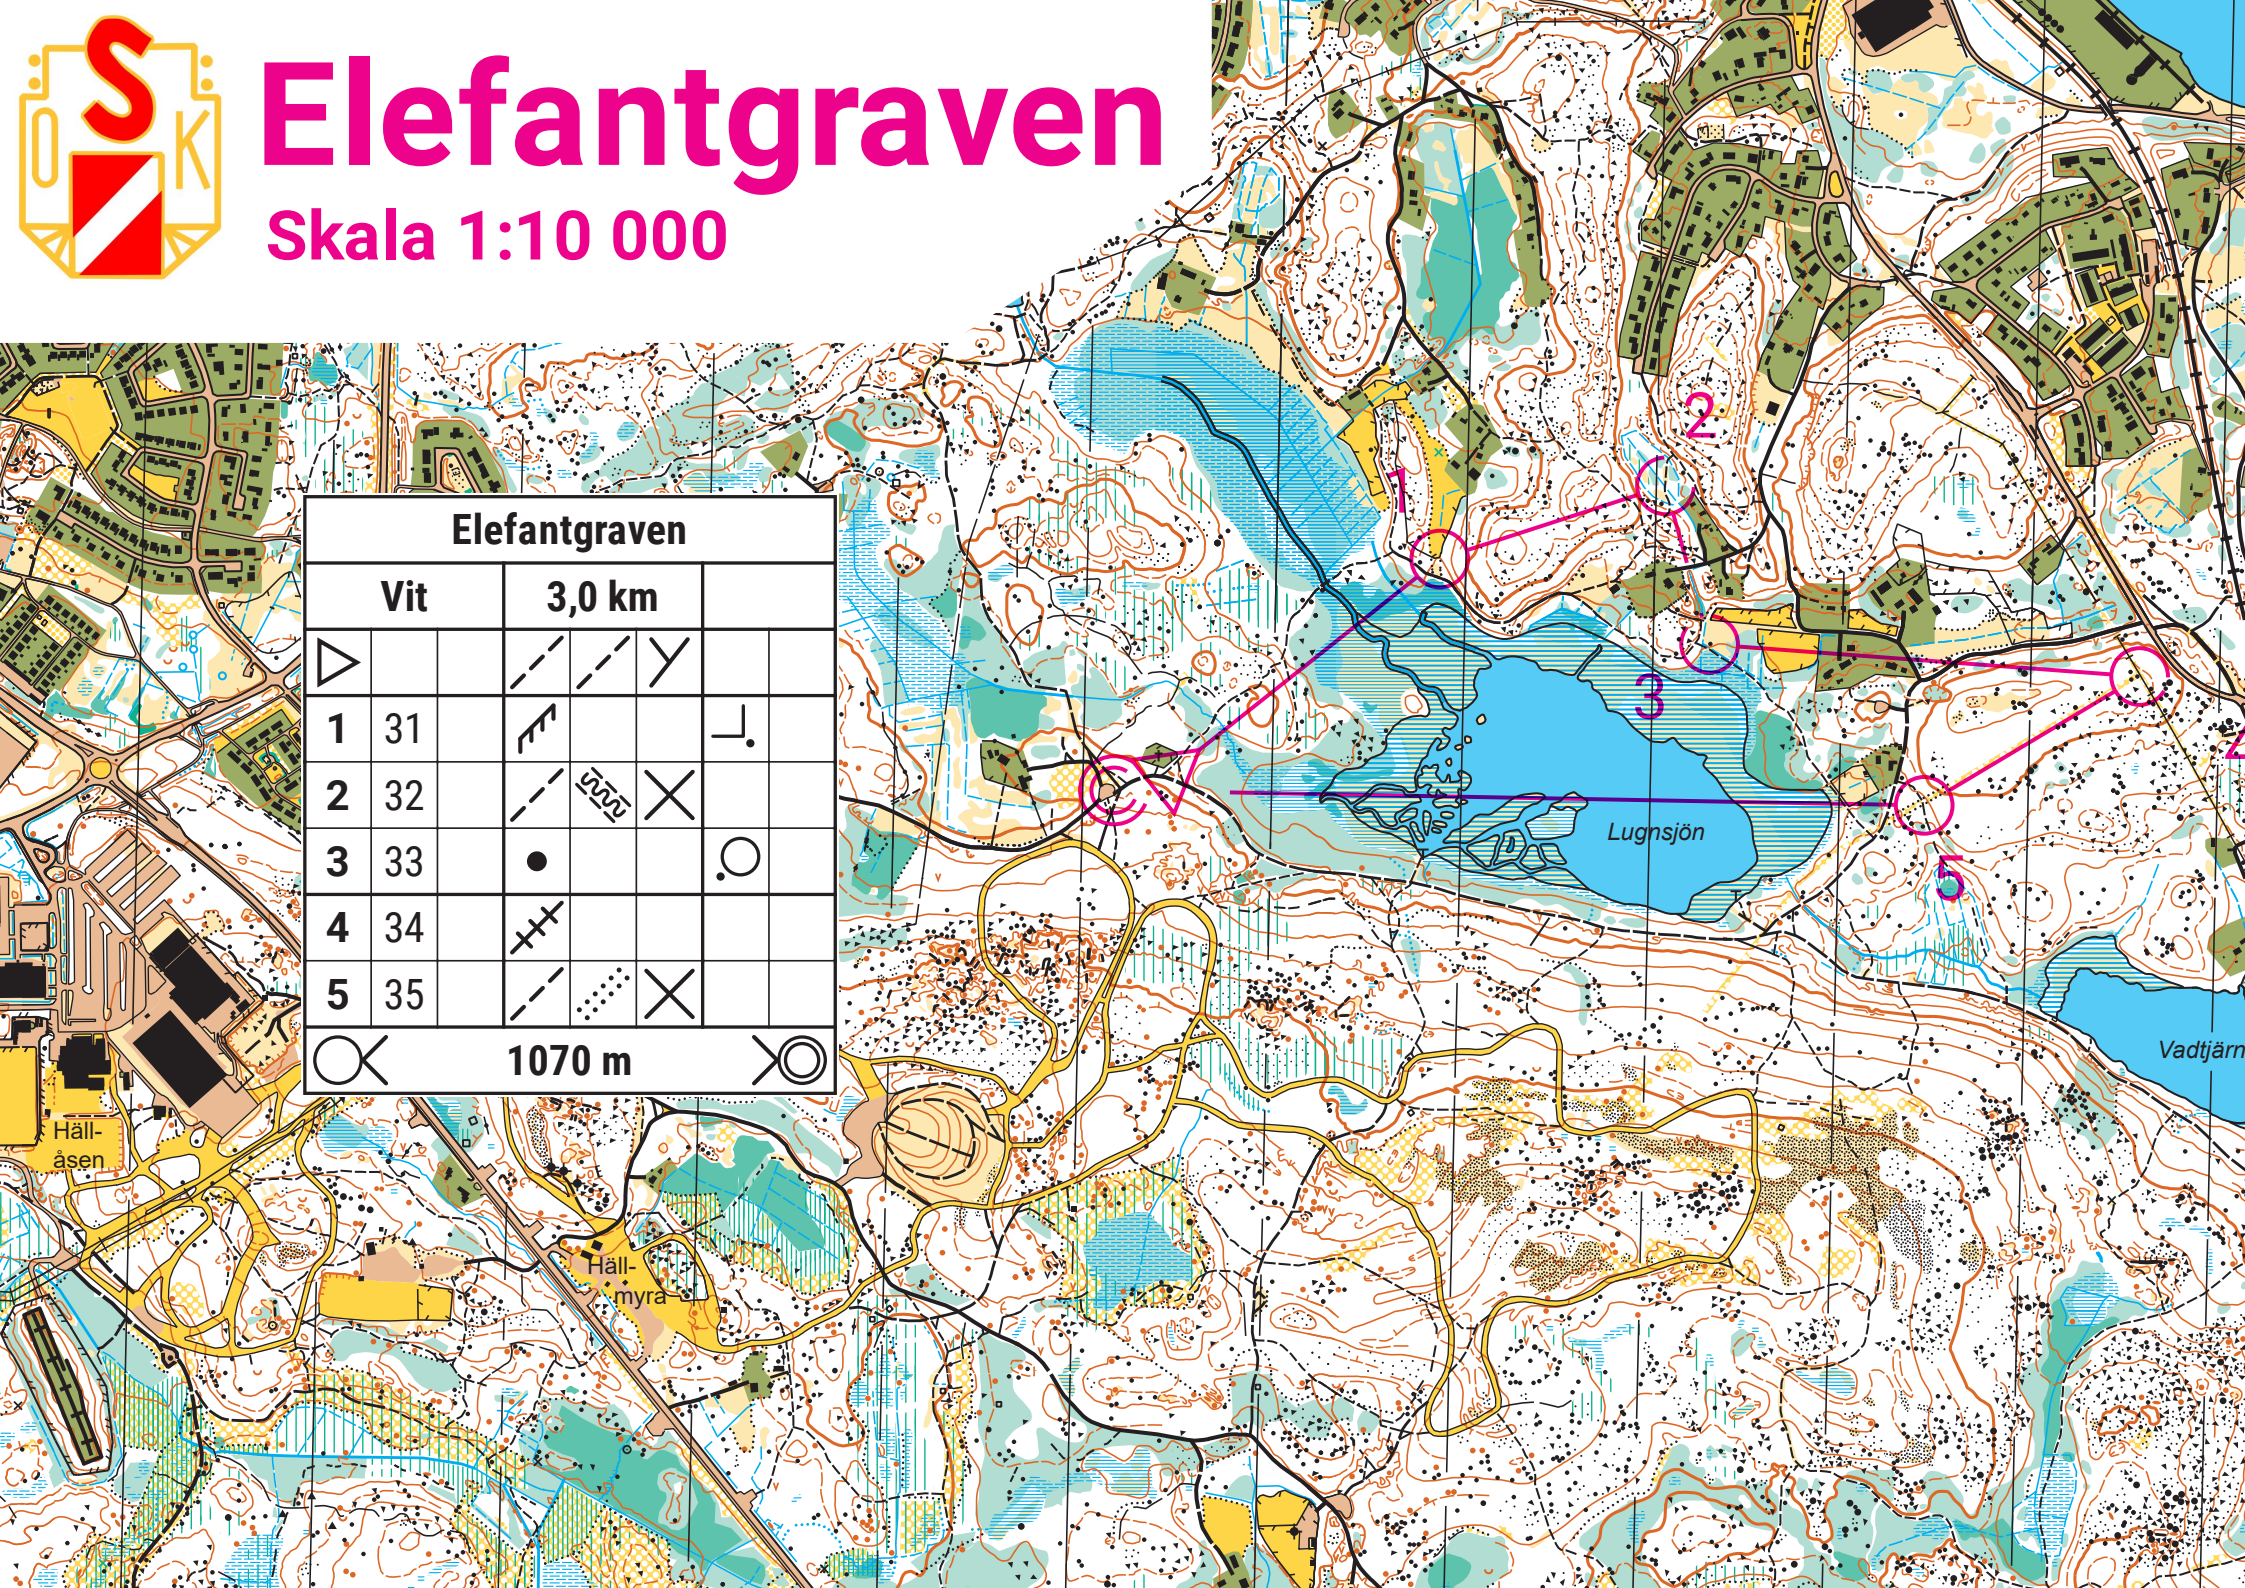 S
O K
Elefantgraven
Skala 1:10 000
Elefantgraven
Vit 3,0 km
1 31
2 32
3 33
4 34
5 35
1070 m
2
1
3
4
5
Lugnsjön
Vadtjärn
Häll-
åsen
Häll-
myra